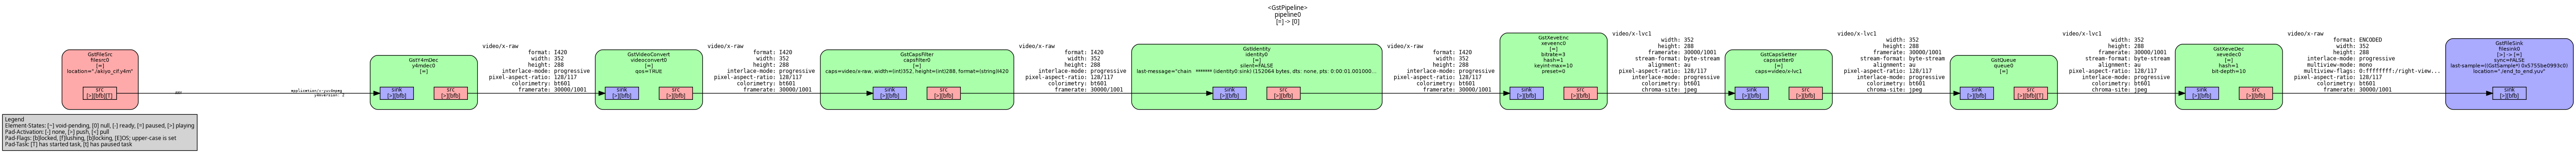 <GstPipeline>
pipeline0
[=] -> [0]
GstFileSrc
filesrc0
[=]
location="./akiyo_cif.y4m"
src
[>][bfb][T]
ANY
application/x-yuv4mpeg
y4mversion: 2
GstY4mDec
y4mdec0
[=]
sink
[>][bfb]
src
[>][bfb]
video/x-raw
format: I420
width: 352
height: 288
interlace-mode: progressive
pixel-aspect-ratio: 128/117
colorimetry: bt601
framerate: 30000/1001
GstVideoConvert
videoconvert0
[=]
qos=TRUE
sink
[>][bfb]
src
[>][bfb]
video/x-raw
format: I420
width: 352
height: 288
interlace-mode: progressive
pixel-aspect-ratio: 128/117
colorimetry: bt601
framerate: 30000/1001
GstCapsFilter
capsfilter0
[=]
caps=video/x-raw, width=(int)352, height=(int)288, format=(string)I420
sink
[>][bfb]
src
[>][bfb]
video/x-raw
format: I420
width: 352
height: 288
interlace-mode: progressive
pixel-aspect-ratio: 128/117
colorimetry: bt601
framerate: 30000/1001
GstIdentity
identity0
[=]
silent=FALSE
last-message="chain   ******* (identity0:sink) (152064 bytes, dts: none, pts: 0:00:01.001000…
sink
[>][bfb]
src
[>][bfb]
video/x-raw
format: I420
width: 352
height: 288
interlace-mode: progressive
pixel-aspect-ratio: 128/117
colorimetry: bt601
framerate: 30000/1001
GstXeveEnc
xeveenc0
[=]
bitrate=3
hash=1
keyint-max=10
preset=0
sink
[>][bfb]
src
[>][bfb]
video/x-lvc1
width: 352
height: 288
framerate: 30000/1001
stream-format: byte-stream
alignment: au
pixel-aspect-ratio: 128/117
interlace-mode: progressive
colorimetry: bt601
chroma-site: jpeg
GstCapsSetter
capssetter0
[=]
caps=video/x-lvc1
sink
[>][bfb]
src
[>][bfb]
video/x-lvc1
width: 352
height: 288
framerate: 30000/1001
stream-format: byte-stream
alignment: au
pixel-aspect-ratio: 128/117
interlace-mode: progressive
colorimetry: bt601
chroma-site: jpeg
GstQueue
queue0
[=]
sink
[>][bfb]
src
[>][bfb][T]
video/x-lvc1
width: 352
height: 288
framerate: 30000/1001
stream-format: byte-stream
alignment: au
pixel-aspect-ratio: 128/117
interlace-mode: progressive
colorimetry: bt601
chroma-site: jpeg
GstXeveDec
xevedec0
[=]
hash=1
bit-depth=10
sink
[>][bfb]
src
[>][bfb]
video/x-raw
format: ENCODED
width: 352
height: 288
interlace-mode: progressive
multiview-mode: mono
multiview-flags: 0:ffffffff:/right-view...
pixel-aspect-ratio: 128/117
colorimetry: bt601
framerate: 30000/1001
GstFileSink
filesink0
[>] -> [=]
sync=FALSE
last-sample=((GstSample*) 0x5755be0993c0)
location="./end_to_end.yuv"
sink
[>][bfb]
Legend
Element-States: [~] void-pending, [0] null, [-] ready, [=] paused, [>] playing
Pad-Activation: [-] none, [>] push, [<] pull
Pad-Flags: [b]locked, [f]lushing, [b]locking, [E]OS; upper-case is set
Pad-Task: [T] has started task, [t] has paused task